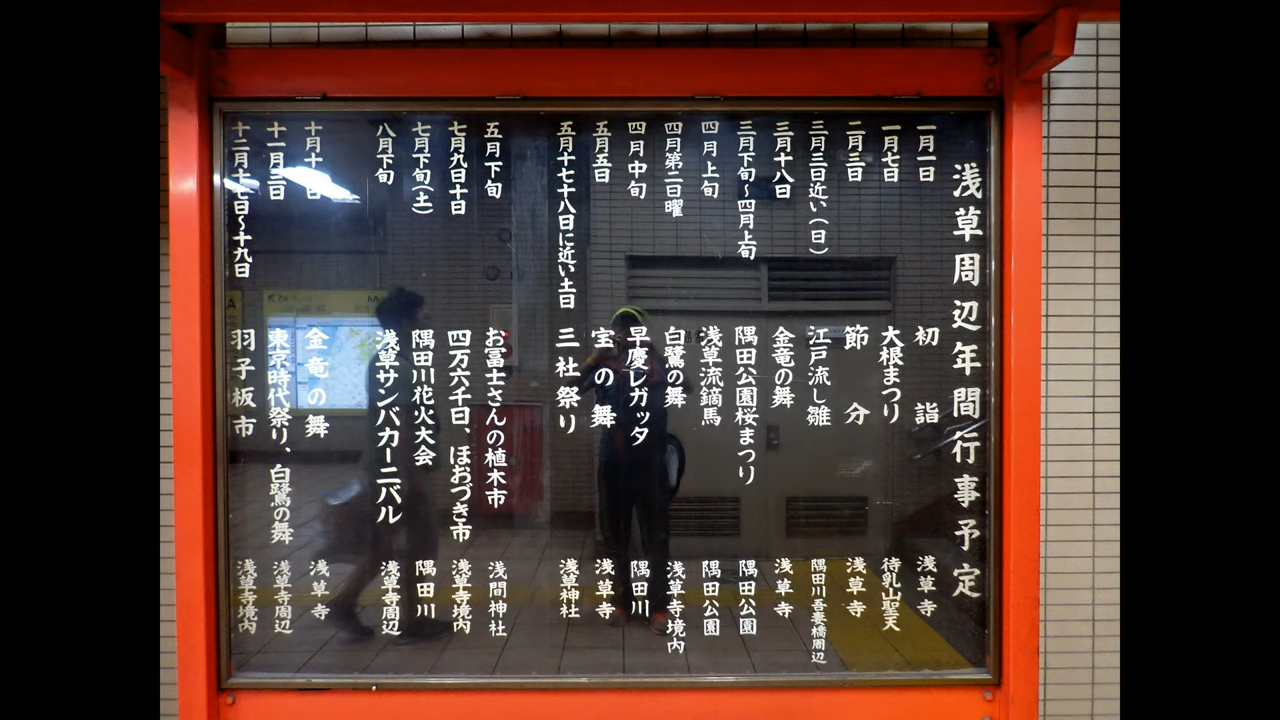 浅草周辺年間行事予定
一月一日 初詣 浅草寺
一月七日 大根まつり 待乳山聖天
二月三日 節分 浅草寺
三月三日近い(日) 江戸流し雛 隅田川吾妻橋周辺
三月十八日 金竜の舞 浅草寺
三月下旬～四月上旬 隅田公園桜まつり 隅田公園
四月上旬 浅草流鏑馬 隅田公園
四月第二日曜 白鷺の舞 浅草寺境内
四月中旬 早慶レガッタ 隅田川
五月五日 宝の舞 浅草寺
五月十七十八日に近い土日 三社祭り 浅草神社
五月下旬 お冨士さんの植木市 浅間神社
七月九日十日 四万六千日、ほおづき市 浅草寺境内
七月下旬(土) 隅田川花火大会 隅田川
八月下旬 浅草サンバカーニバル 浅草寺周辺
金竜の舞 浅草寺
十一月三日 東京時代祭り、白鷺の舞 浅草寺周辺
十二月十七日～十九日 羽子板市 浅草寺境内